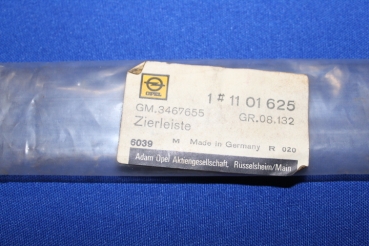 OPEL
1 # 11 01 625
GM.3467655 GR.08.132
Zierleiste
6039 M Made in Germany R 020
Adam Opel Aktiengesellschaft, Rüsselsheim/Main